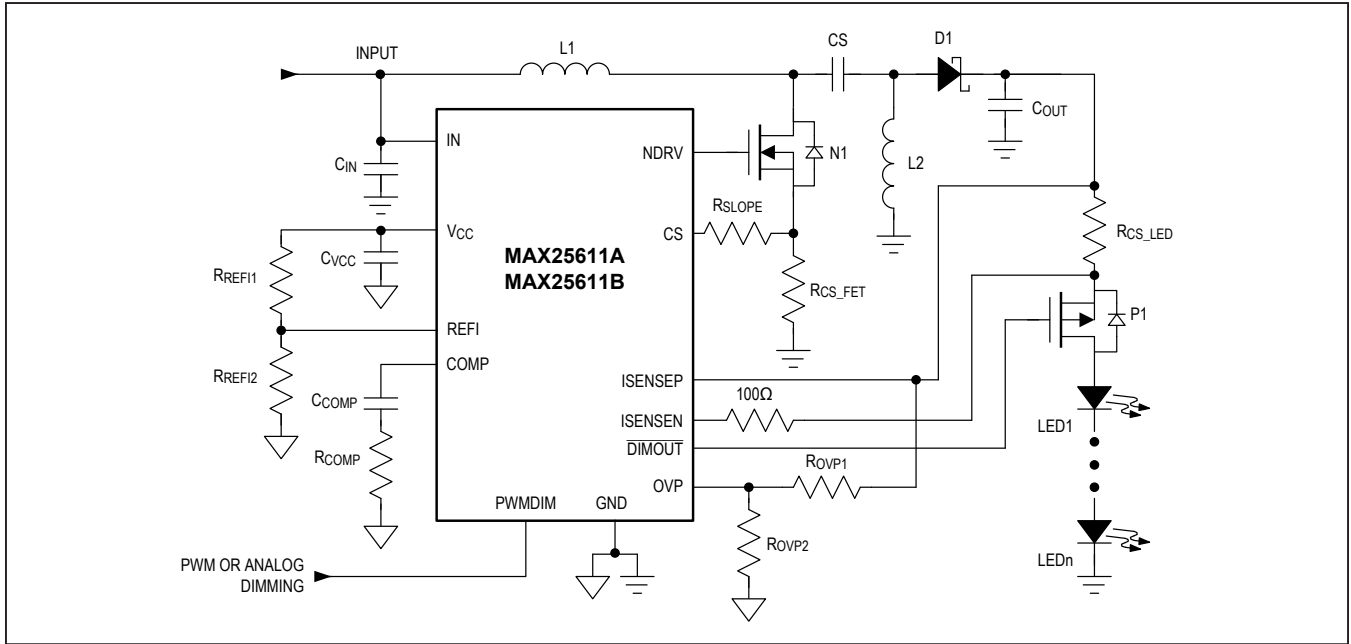 INPUT
L1
CS
D1
COUT
IN
NDRV
N1
L2
CIN
RSLOPE
VCC
CS
RCS_LED
MAX25611A
MAX25611B
CVCC
RREFI1
RCS_FET
P1
REFI
COMP
RREFI2
ISENSEP
100Ω
CCOMP
ISENSEN
LED1
DIMOUT
RCOMP
ROVP1
OVP
PWMDIM
GND
ROVP2
LEDn
PWM OR ANALOG
DIMMING